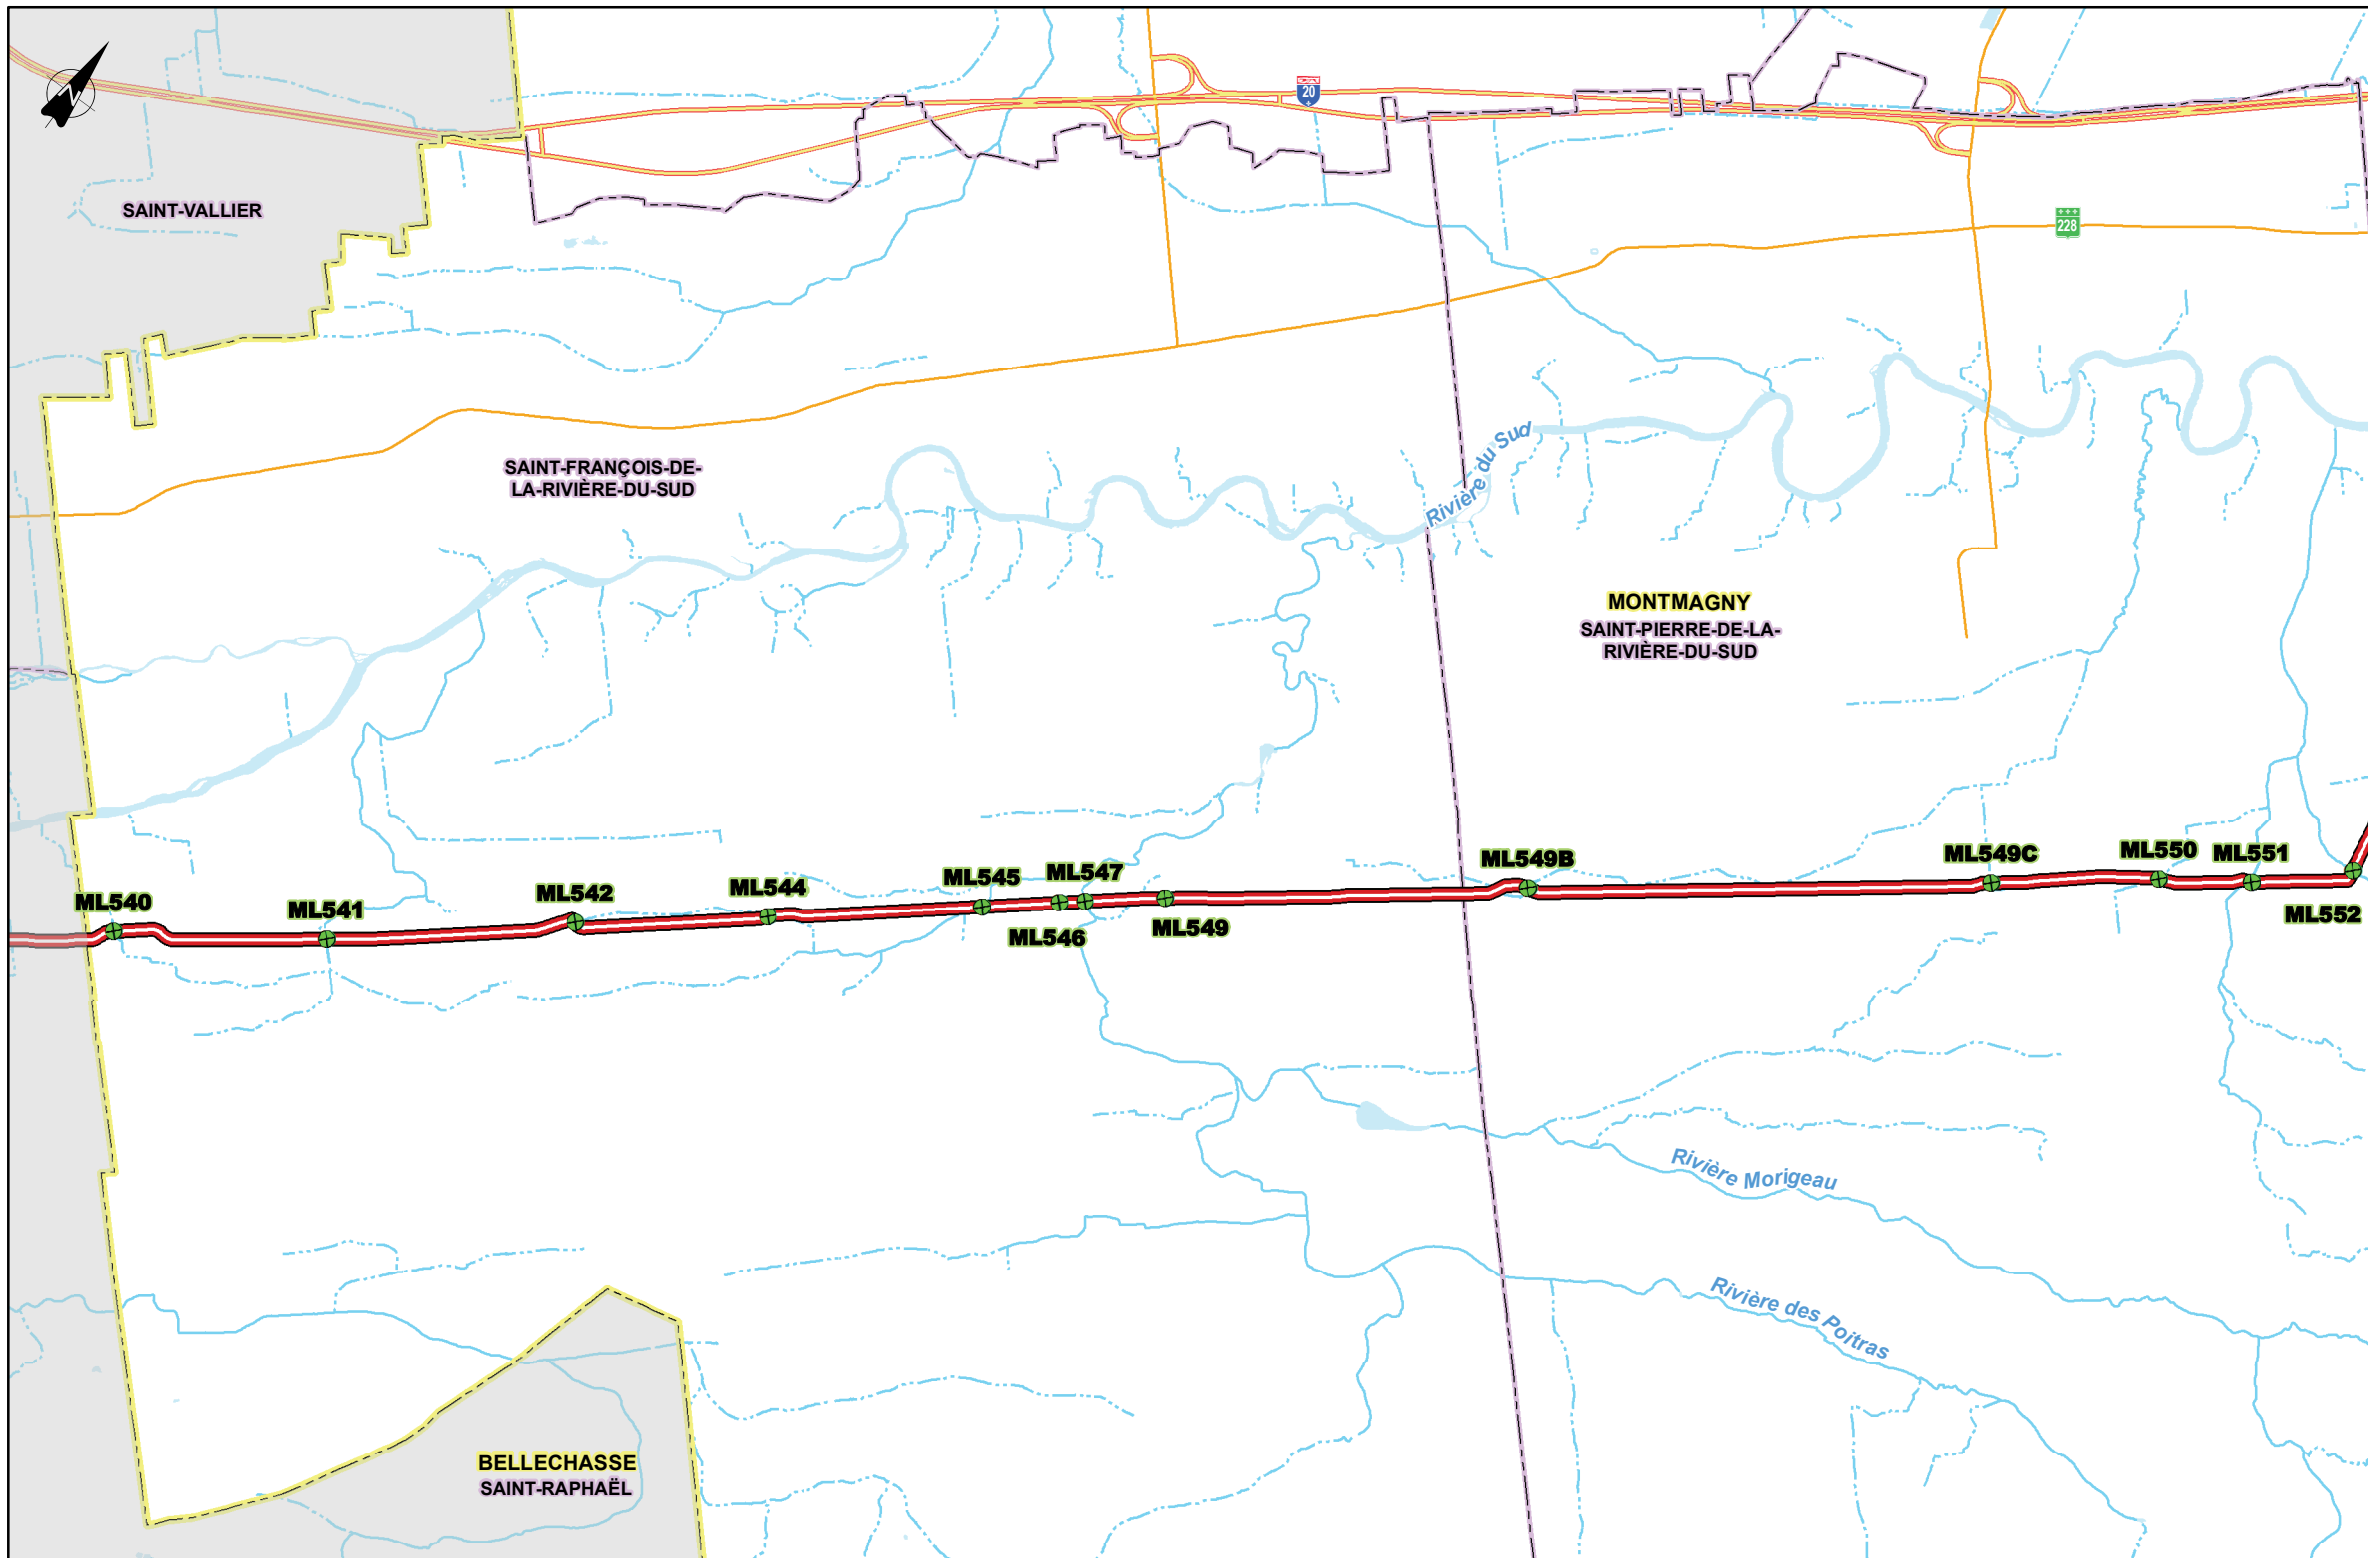 20
SAINT-VALLIER
228
SAINT-FRANÇOIS-DE-
LA-RIVIÈRE-DU-SUD
Rivière du Sud
MONTMAGNY
SAINT-PIERRE-DE-LA-
RIVIÈRE-DU-SUD
ML540
ML541
ML542
ML544
ML545
ML546
ML547
ML549
ML549B
ML549C
ML550
ML551
ML552
Rivière Morigeau
Rivière des Poitras
BELLECHASSE
SAINT-RAPHAËL